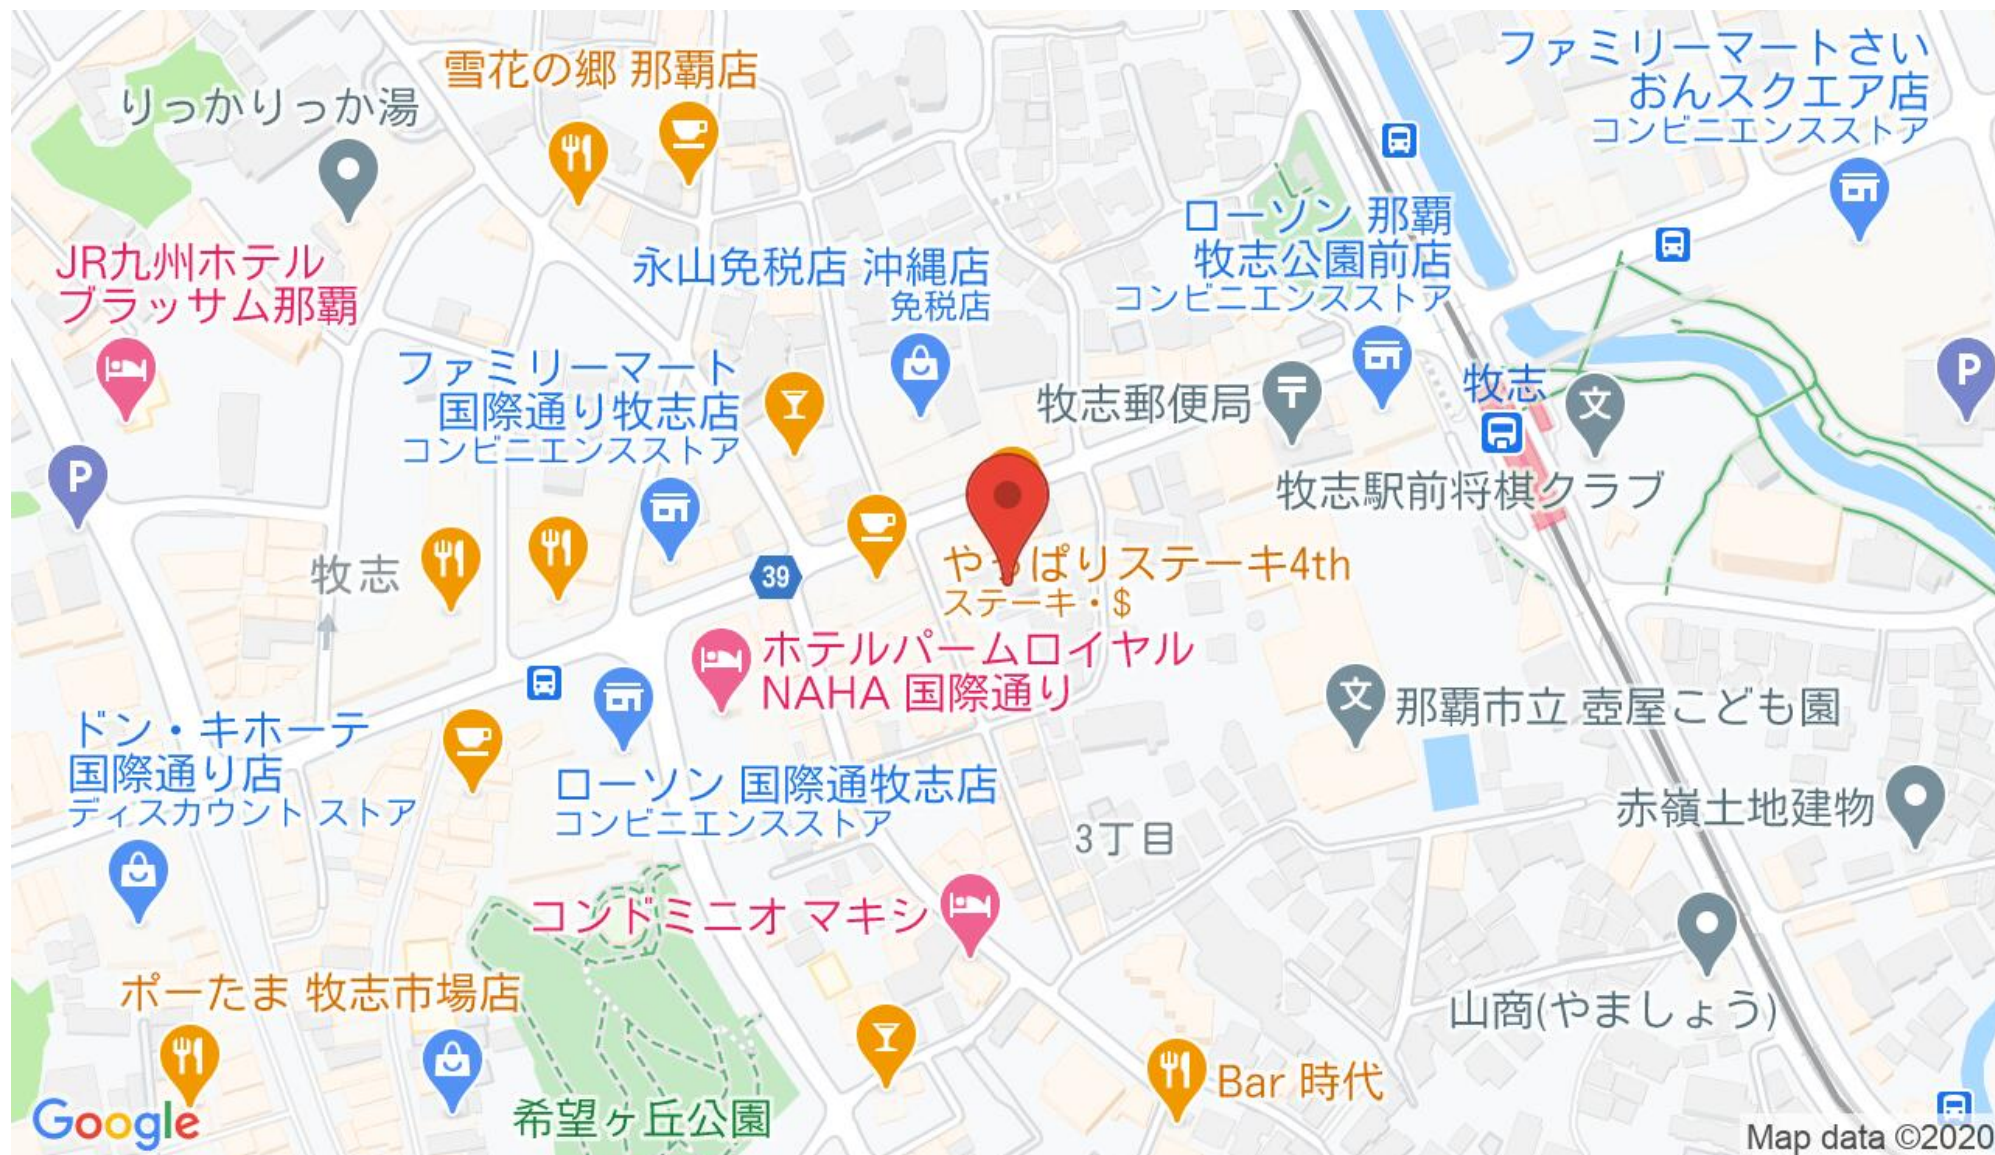 雪花の郷 那覇店
ファミリーマートさい
おんスクエア店
コンビニエンスストア
りっかりっか湯
ローソン 那覇
牧志公園前店
コンビニエンスストア
JR九州ホテル
ブラッサム那覇
永山免税店 沖縄店
免税店
ファミリーマート
国際通り牧志店
コンビニエンスストア
牧志郵便局
牧志
文
P
P
牧志駅前将棋クラブ
39
牧志
やっぱりステーキ4th
ステーキ・$
ホテルパームロイヤル
NAHA 国際通り
文
那覇市立 壺屋こども園
ドン・キホーテ
国際通り店
ディスカウント ストア
ローソン 国際通牧志店
コンビニエンスストア
3丁目
赤嶺土地建物
コンドミニオ マキシ
ポーたま 牧志市場店
山商(やましょう)
Bar 時代
希望ヶ丘公園
Google
Map data ©2020